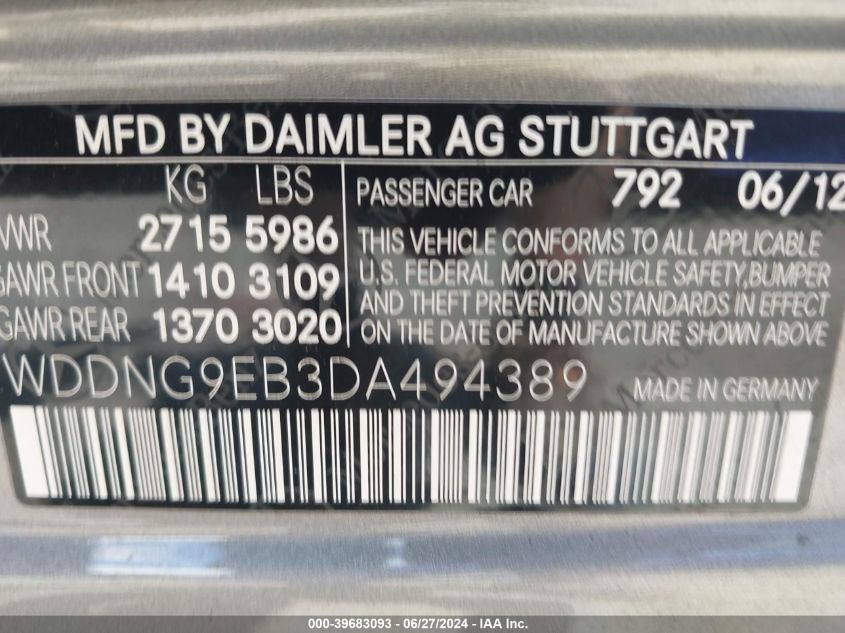 MFD BY DAIMLER AG STUTTGART
KG LBS
VWR 2715 5986
GAWR FRONT 1410 3109
GAWR REAR 1370 3020
PASSENGER CAR 792 06/12
THIS VEHICLE CONFORMS TO ALL APPLICABLE
U.S. FEDERAL MOTOR VEHICLE SAFETY, BUMPER
AND THEFT PREVENTION STANDARDS IN EFFECT
ON THE DATE OF MANUFACTURE SHOWN ABOVE
WDDNG9EB3DA494389 MADE IN GERMANY
000-39683093 - 06/27/2024 - IAA Inc.